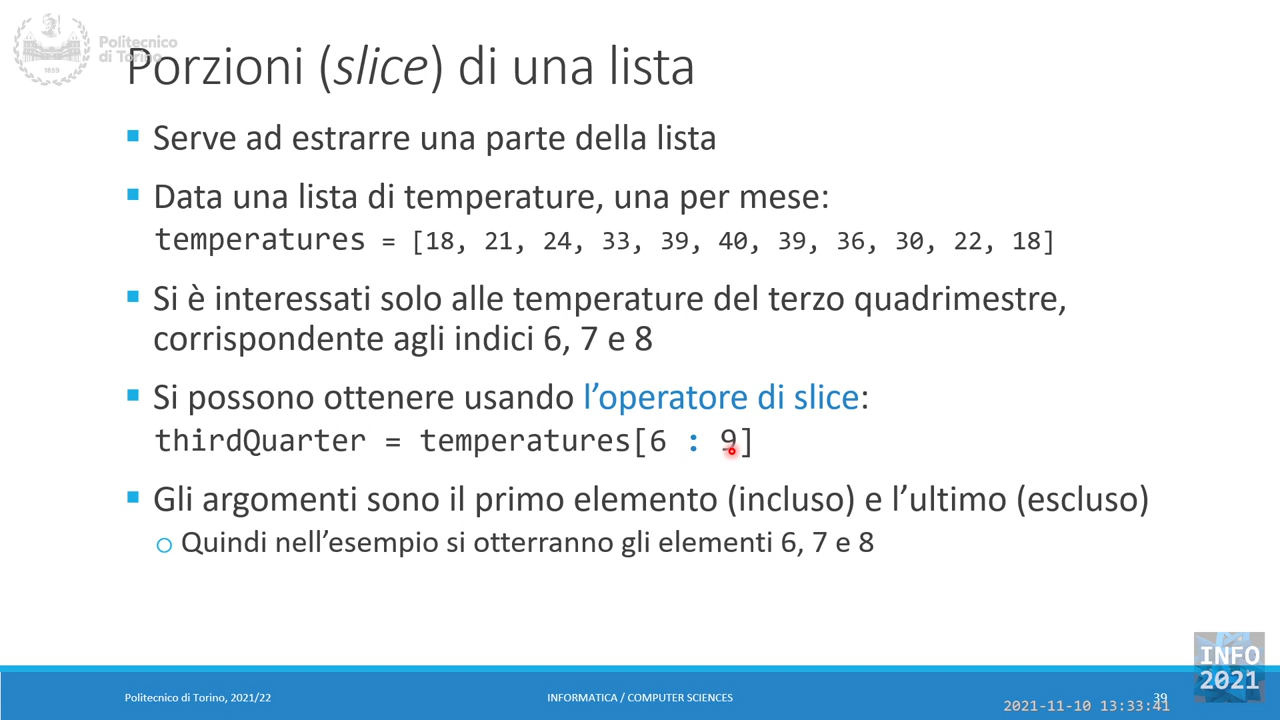 Politecnico
di Torino
1859
Porzioni (slice) di una lista
Serve ad estrarre una parte della lista
Data una lista di temperature, una per mese:
temperatures = [18, 21, 24, 33, 39, 40, 39, 36, 30, 22, 18]
Si è interessati solo alle temperature del terzo quadrimestre,
corrispondente agli indici 6, 7 e 8
Si possono ottenere usando l’operatore di slice:
thirdQuarter = temperatures[6 : 9]
Gli argomenti sono il primo elemento (incluso) e l’ultimo (escluso)
Quindi nell’esempio si otterranno gli elementi 6, 7 e 8
INFO
2021
Politecnico di Torino, 2021/22
INFORMATICA / COMPUTER SCIENCES
39
2021-11-10 13:33:41